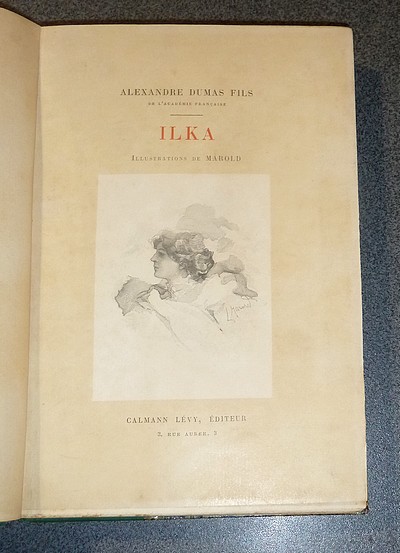 ALEXANDRE DUMAS FILS
DE L'ACADÉMIE FRANÇAISE
ILKA
ILLUSTRATIONS DE MAROLD
CALMANN LÉVY, ÉDITEUR
3, RUE AUBER, 3